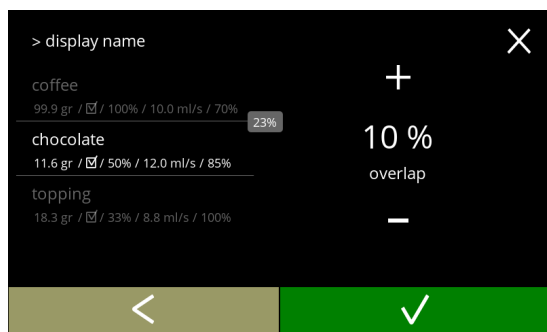 > display name
coffee
99.9 gr / ☑ / 100% / 10.0 ml/s / 70%
23%
chocolate
11.6 gr / ☑ / 50% / 12.0 ml/s / 85%
topping
18.3 gr / ☑ / 33% / 8.8 ml/s / 100%
10 %
overlap